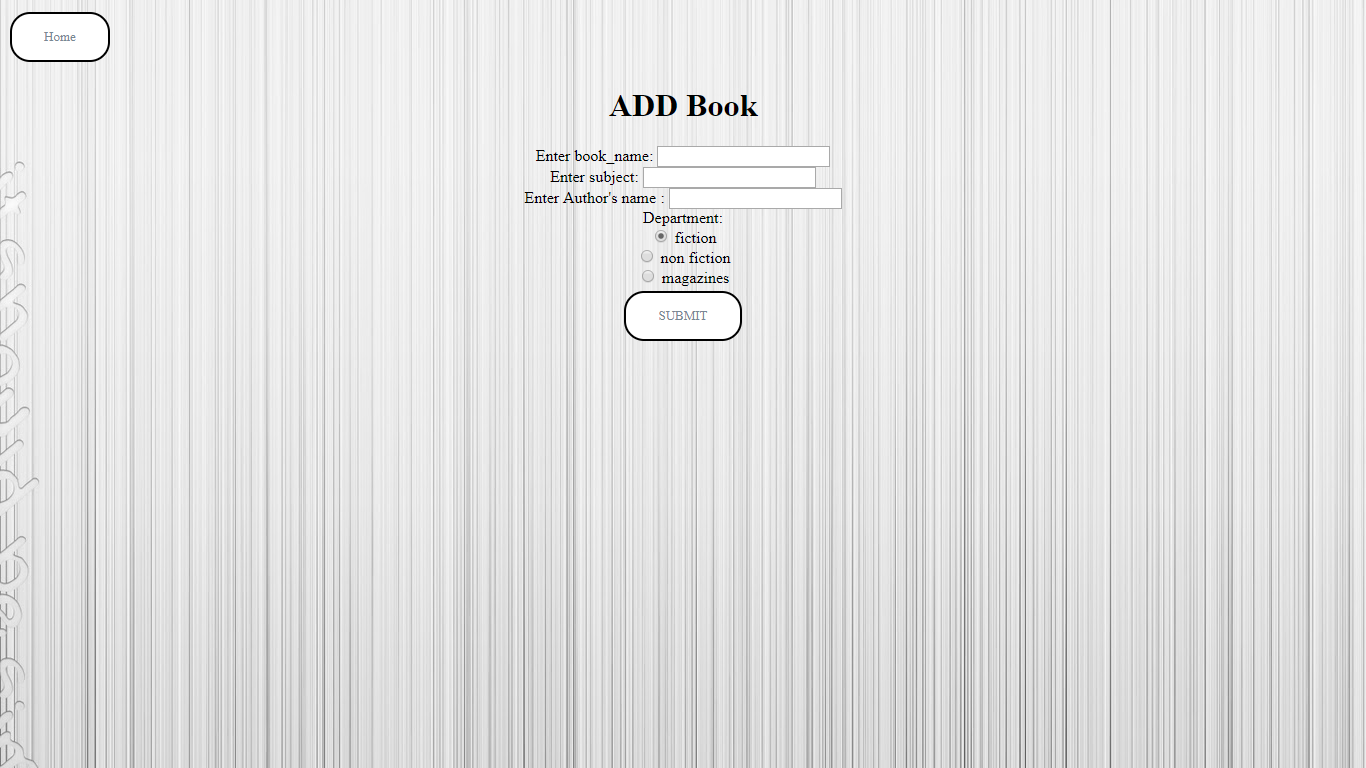 Home
ADD Book
Enter book_name:
Enter subject:
Enter Author's name :
Department:
fiction
non fiction
magazines
SUBMIT